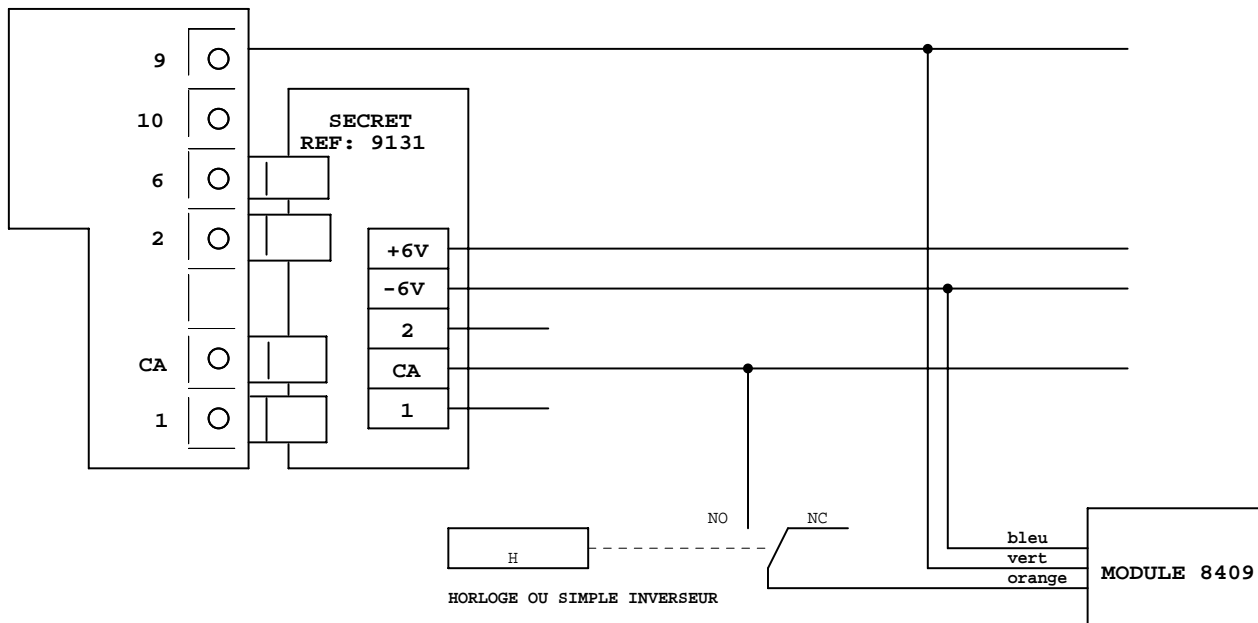 9
10
6
2
CA
1
SECRET
REF: 9131
+6V
-6V
2
CA
1
NO
NC
H
HORLOGE OU SIMPLE INVERSEUR
bleu
vert
orange
MODULE 8409